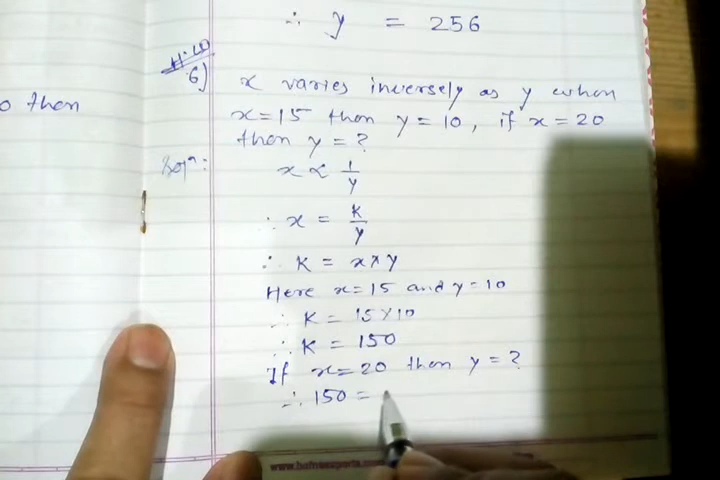 ∴ y = 256
o then
H.W
6)
x varies inversely as y when
x=15 then y=10, if x=20
then y=?
Solⁿ:
x ∝ 1/y
∴ x = K/y
∴ K = x×y
Here x=15 and y=10
∴ K = 15×10
∴ K = 150
If x=20 then y=?
∴ 150 =